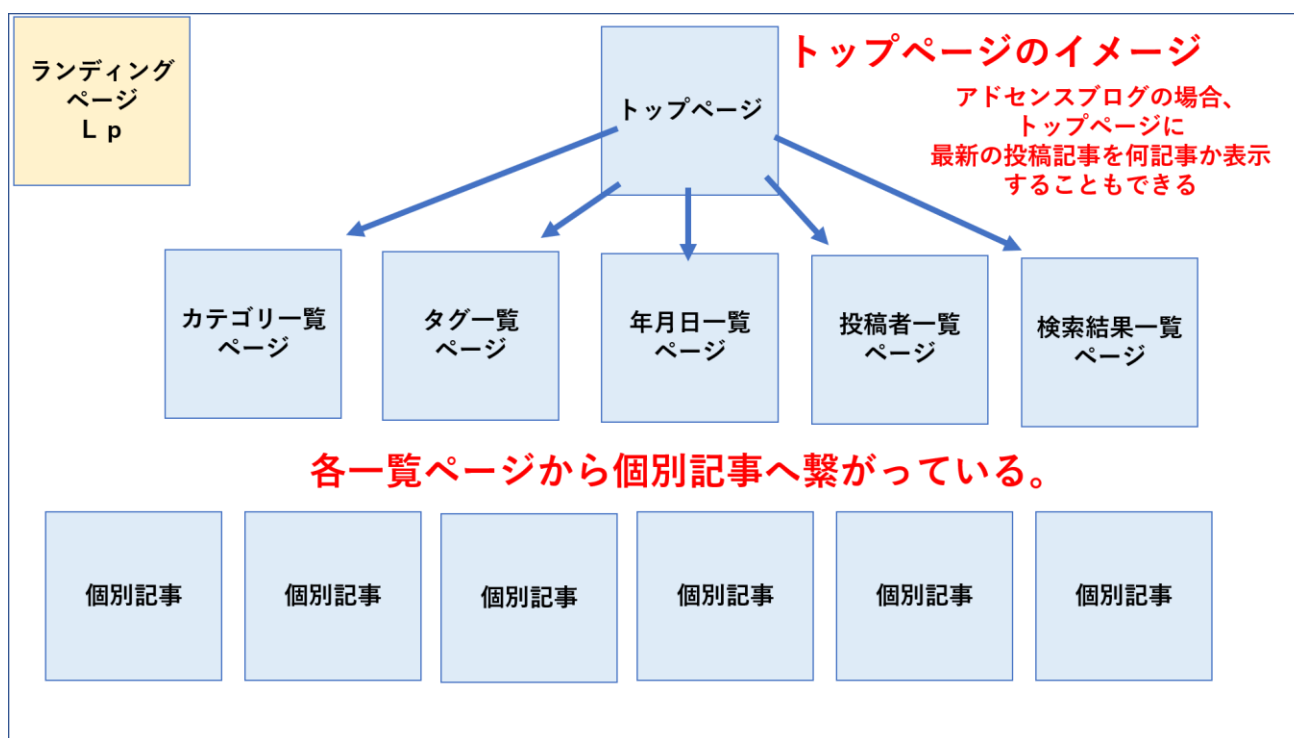 ランディング
ページ
Ｌｐ
トップページ
トップページのイメージ
アドセンスブログの場合、
トップページに
最新の投稿記事を何記事か表示
することもできる
カテゴリ一覧
ページ
タグ一覧
ページ
年月日一覧
ページ
投稿者一覧
ページ
検索結果一覧
ページ
各一覧ページから個別記事へ繋がっている。
個別記事
個別記事
個別記事
個別記事
個別記事
個別記事